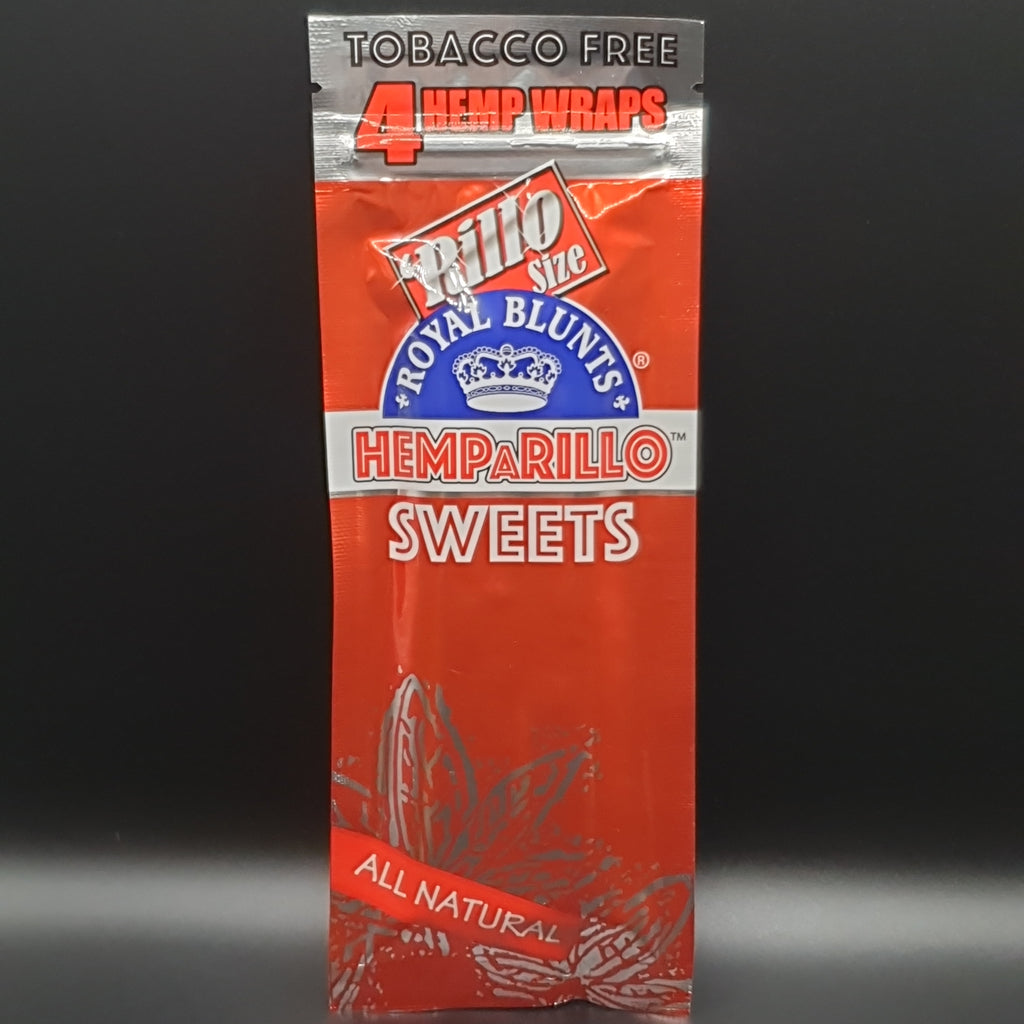 TOBACCO FREE
4 HEMP WRAPS
'Rillo
Size
ROYAL BLUNTS
®
HEMPARILLO™
SWEETS
ALL NATURAL